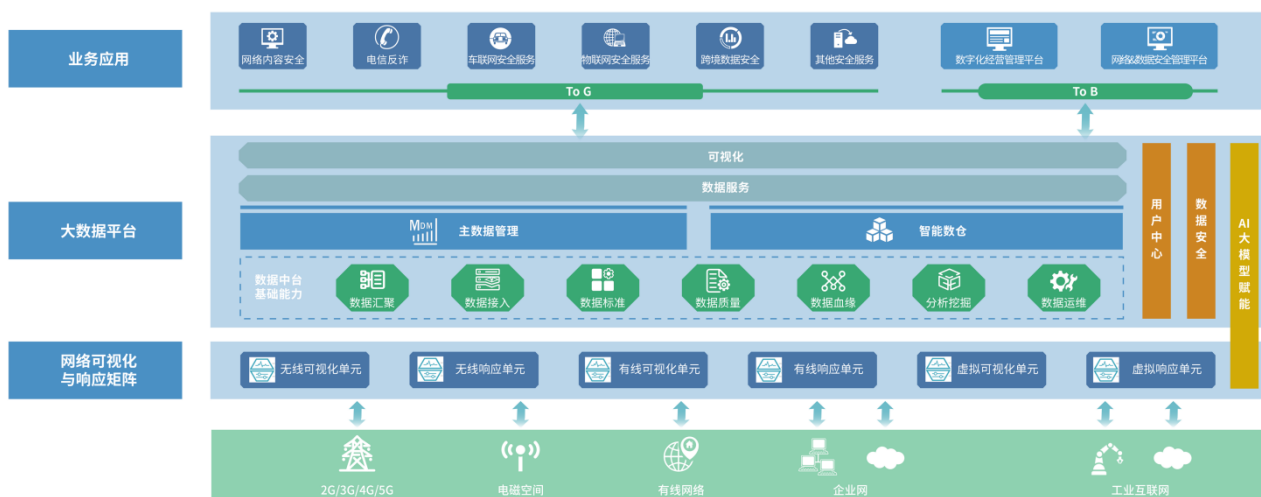 业务应用
网络内容安全
电信反诈
车联网安全服务
物联网安全服务
跨境数据安全
其他安全服务
数字化经营管理平台
网络&数据安全管理平台
To G
To B
大数据平台
可视化
数据服务
MDM
主数据管理
智能数仓
数据中台
基础能力
数据汇聚
数据接入
数据标准
数据质量
数据血缘
分析挖掘
数据运维
用户中心
数据安全
AI大模型赋能
网络可视化
与响应矩阵
无线可视化单元
无线响应单元
有线可视化单元
有线响应单元
虚拟可视化单元
虚拟响应单元
2G/3G/4G/5G
电磁空间
有线网络
企业网
工业互联网